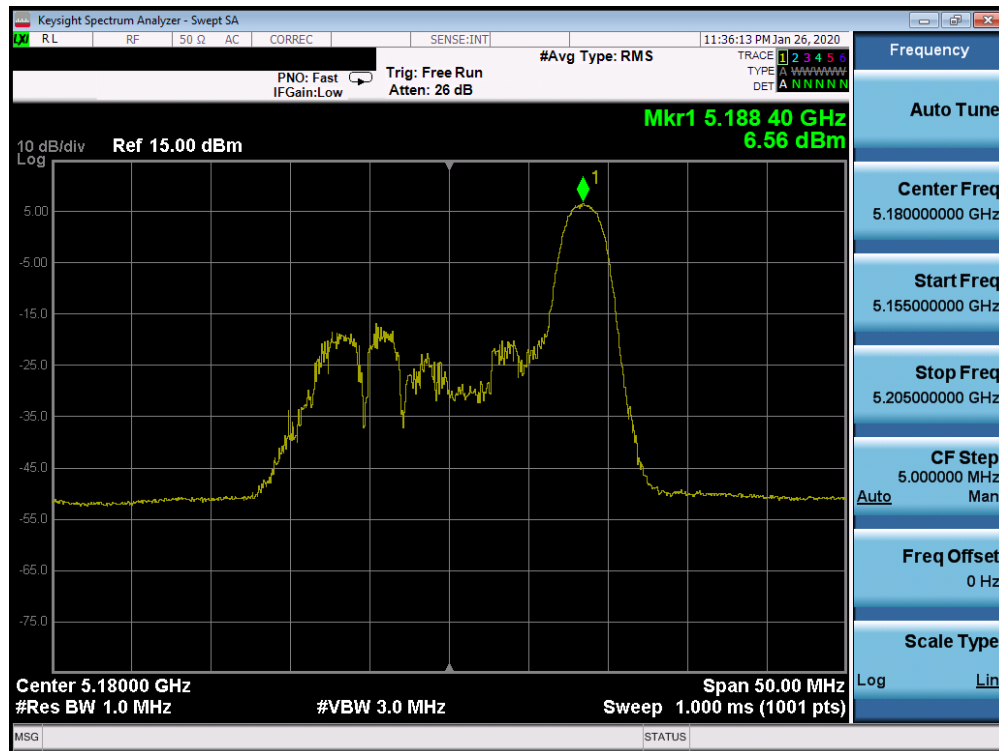 Keysight Spectrum Analyzer - Swept SA
LXI RL RF 50 Ω AC CORREC SENSE:INT 11:36:13 PM Jan 26, 2020
PNO: Fast
IFGain:Low
Trig: Free Run
Atten: 26 dB
#Avg Type: RMS
TRACE 1 2 3 4 5 6
TYPE A WWWWWW
DET A N N N N N
Mkr1 5.188 40 GHz
6.56 dBm
10 dB/div Ref 15.00 dBm
Log
1
5.00
-5.00
-15.0
-25.0
-35.0
-45.0
-55.0
-65.0
-75.0
Center 5.18000 GHz Span 50.00 MHz
#Res BW 1.0 MHz #VBW 3.0 MHz Sweep 1.000 ms (1001 pts)
MSG STATUS
Frequency
Auto Tune
Center Freq
5.180000000 GHz
Start Freq
5.155000000 GHz
Stop Freq
5.205000000 GHz
CF Step
5.000000 MHz
Auto Man
Freq Offset
0 Hz
Scale Type
Log Lin